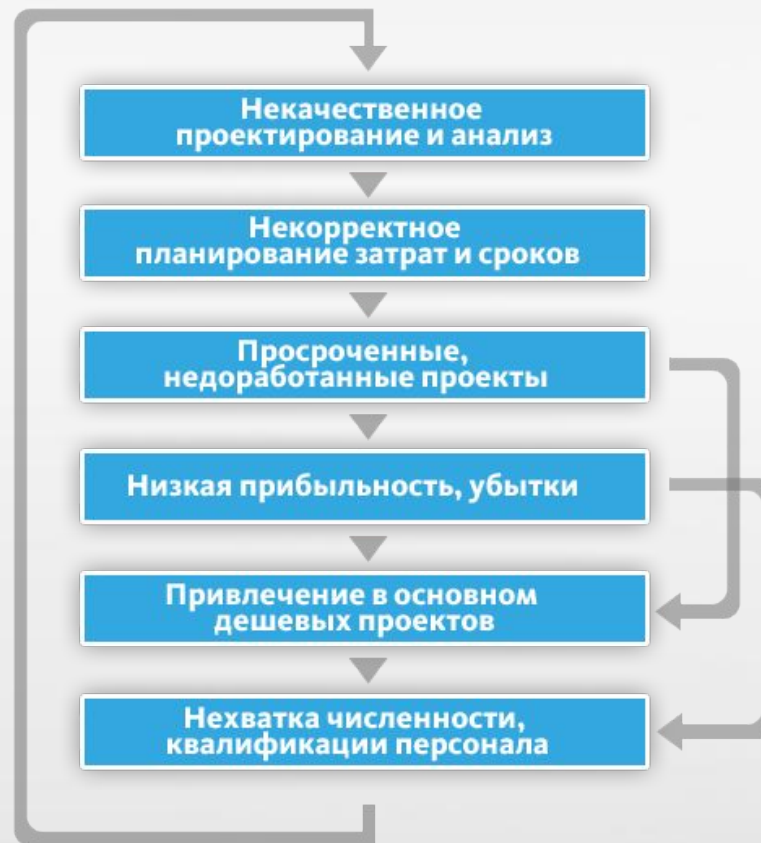 Некачественное
проектирование и анализ
Некорректное
планирование затрат и сроков
Просроченные,
недоработанные проекты
Низкая прибыльность, убытки
Привлечение в основном
дешевых проектов
Нехватка численности,
квалификации персонала